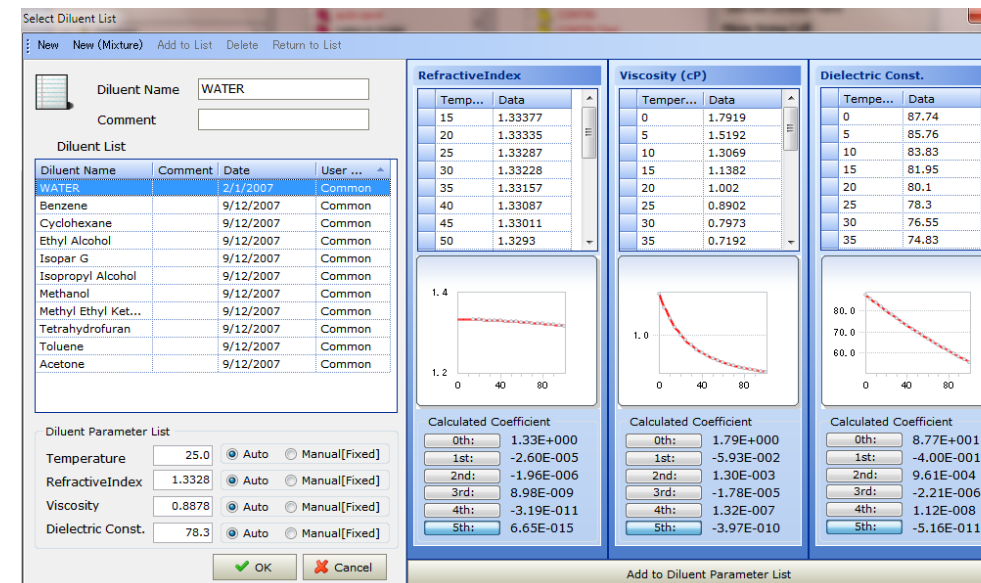 Select Diluent List
New New (Mixture) Add to List Delete Return to List
Diluent Name WATER
Comment
Diluent List
Diluent Name Comment Date User ...
WATER 2/1/2007 Common
Benzene 9/12/2007 Common
Cyclohexane 9/12/2007 Common
Ethyl Alcohol 9/12/2007 Common
Isopar G 9/12/2007 Common
Isopropyl Alcohol 9/12/2007 Common
Methanol 9/12/2007 Common
Methyl Ethyl Ket... 9/12/2007 Common
Tetrahydrofuran 9/12/2007 Common
Toluene 9/12/2007 Common
Acetone 9/12/2007 Common
Diluent Parameter List
Temperature 25.0 Auto Manual[Fixed]
RefractiveIndex 1.3328 Auto Manual[Fixed]
Viscosity 0.8878 Auto Manual[Fixed]
Dielectric Const. 78.3 Auto Manual[Fixed]
OK Cancel
RefractiveIndex
Temp... Data
15 1.33377
20 1.33335
25 1.33287
30 1.33228
35 1.33157
40 1.33087
45 1.33011
50 1.3293
1.4
1.2
0 40 80
Calculated Coefficient
0th: 1.33E+000
1st: -2.60E-005
2nd: -1.96E-006
3rd: 8.98E-009
4th: -3.19E-011
5th: 6.65E-015
Viscosity (cP)
Temper... Data
0 1.7919
5 1.5192
10 1.3069
15 1.1382
20 1.002
25 0.8902
30 0.7973
35 0.7192
1.0
0 40 80
Calculated Coefficient
0th: 1.79E+000
1st: -5.93E-002
2nd: 1.30E-003
3rd: -1.78E-005
4th: 1.32E-007
5th: -3.97E-010
Dielectric Const.
Tempe... Data
0 87.74
5 85.76
10 83.83
15 81.95
20 80.1
25 78.3
30 76.55
35 74.83
80.0
70.0
60.0
0 40 80
Calculated Coefficient
0th: 8.77E+001
1st: -4.00E-001
2nd: 9.61E-004
3rd: -2.21E-006
4th: 1.12E-008
5th: -5.16E-011
Add to Diluent Parameter List